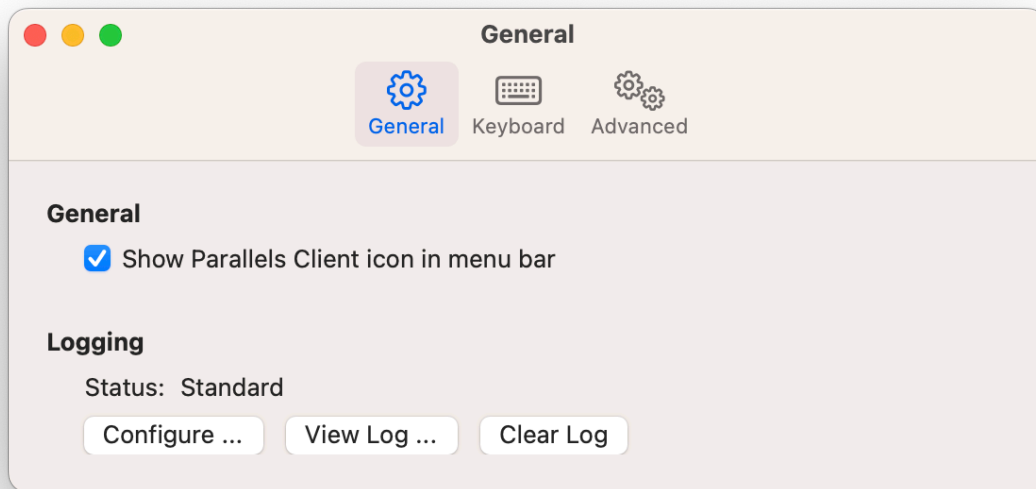 General
General Keyboard Advanced
General
Show Parallels Client icon in menu bar
Logging
Status: Standard
Configure ... View Log ... Clear Log